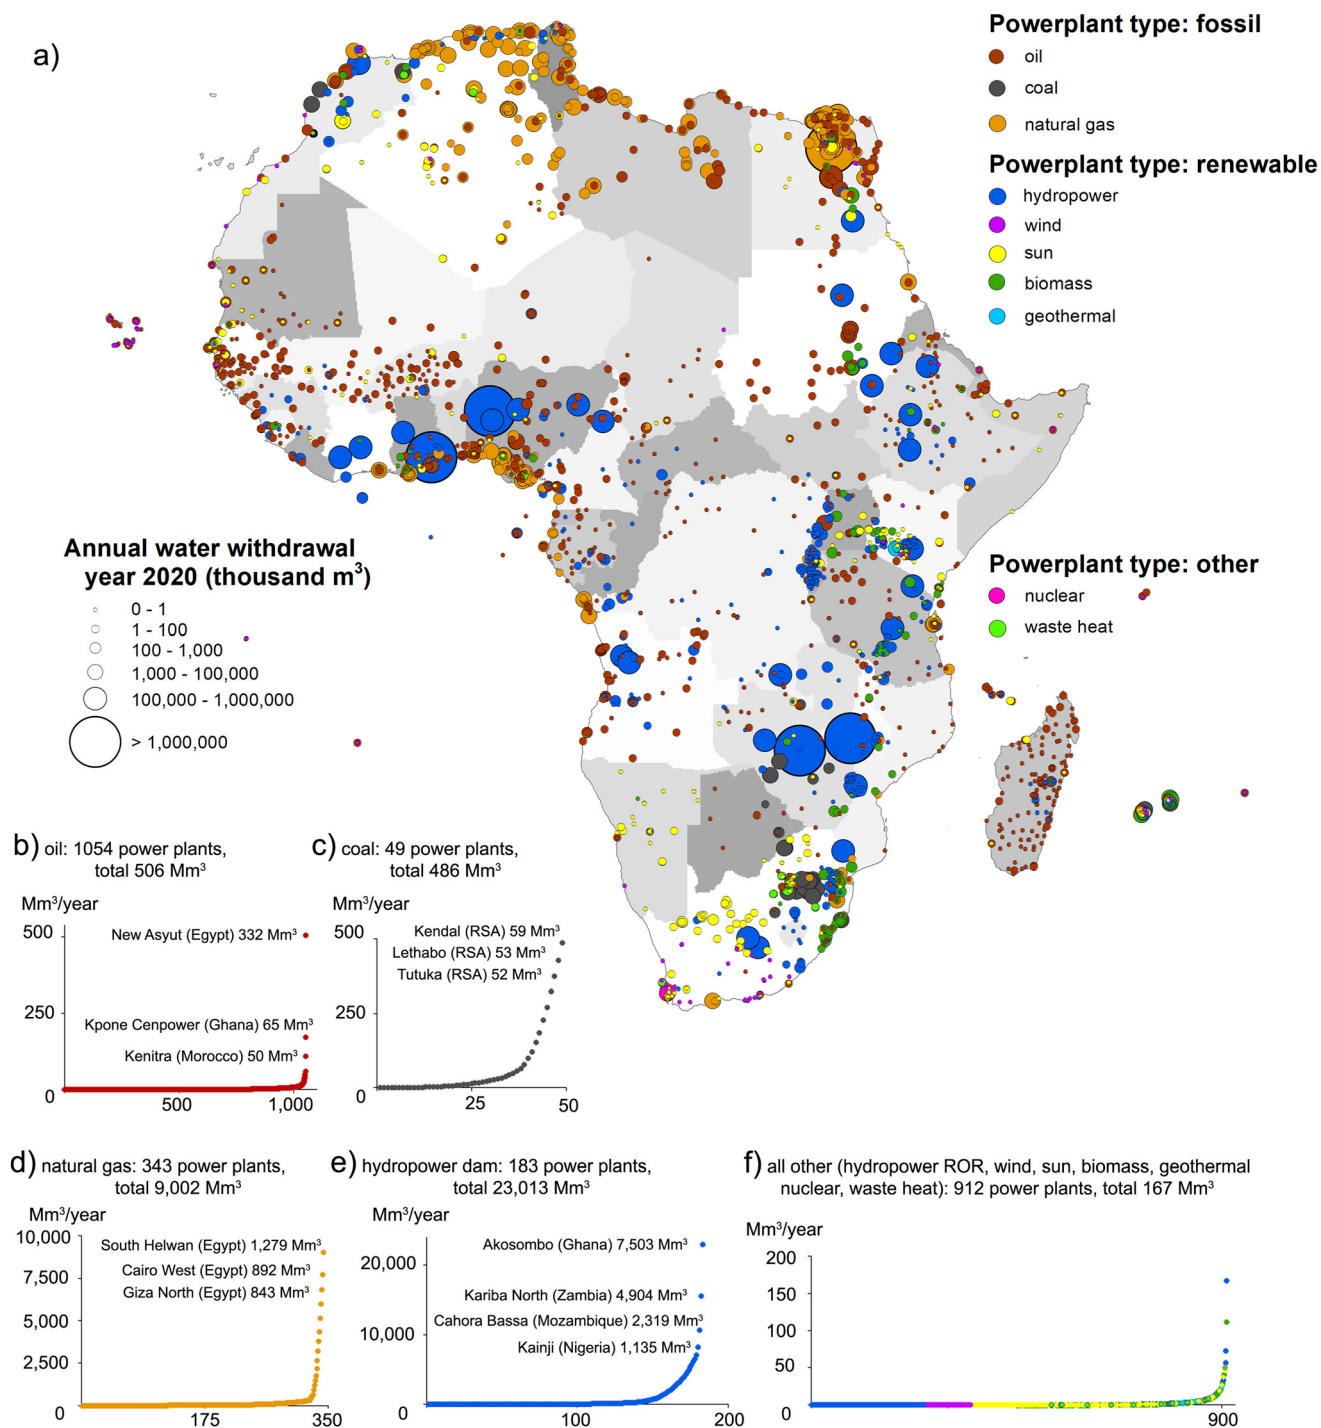 a)
Powerplant type: fossil
oil
coal
natural gas
Powerplant type: renewable
hydropower
wind
sun
biomass
geothermal
Annual water withdrawal
year 2020 (thousand m³)
0 - 1
1 - 100
100 - 1,000
1,000 - 100,000
100,000 - 1,000,000
> 1,000,000
Powerplant type: other
nuclear
waste heat
b) oil: 1054 power plants,
total 506 Mm³
Mm³/year
500
250
0
New Asyut (Egypt) 332 Mm³
Kpone Cenpower (Ghana) 65 Mm³
Kenitra (Morocco) 50 Mm³
500
1,000
c) coal: 49 power plants,
total 486 Mm³
Mm³/year
500
250
0
Kendal (RSA) 59 Mm³
Lethabo (RSA) 53 Mm³
Tutuka (RSA) 52 Mm³
25
50
d) natural gas: 343 power plants,
total 9,002 Mm³
Mm³/year
10,000
7,500
5,000
2,500
0
South Helwan (Egypt) 1,279 Mm³
Cairo West (Egypt) 892 Mm³
Giza North (Egypt) 843 Mm³
175
350
e) hydropower dam: 183 power plants,
total 23,013 Mm³
Mm³/year
20,000
10,000
0
Akosombo (Ghana) 7,503 Mm³
Kariba North (Zambia) 4,904 Mm³
Cahora Bassa (Mozambique) 2,319 Mm³
Kainji (Nigeria) 1,135 Mm³
100
200
f) all other (hydropower ROR, wind, sun, biomass, geothermal
nuclear, waste heat): 912 power plants, total 167 Mm³
Mm³/year
200
150
100
50
0
900